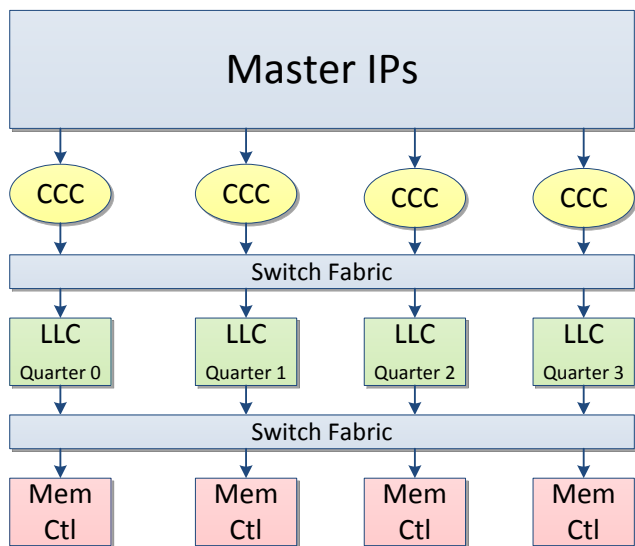 Master IPs
CCC CCC CCC CCC
Switch Fabric
LLC LLC LLC LLC
Quarter 0 Quarter 1 Quarter 2 Quarter 3
Switch Fabric
Mem Mem Mem Mem
Ctl Ctl Ctl Ctl